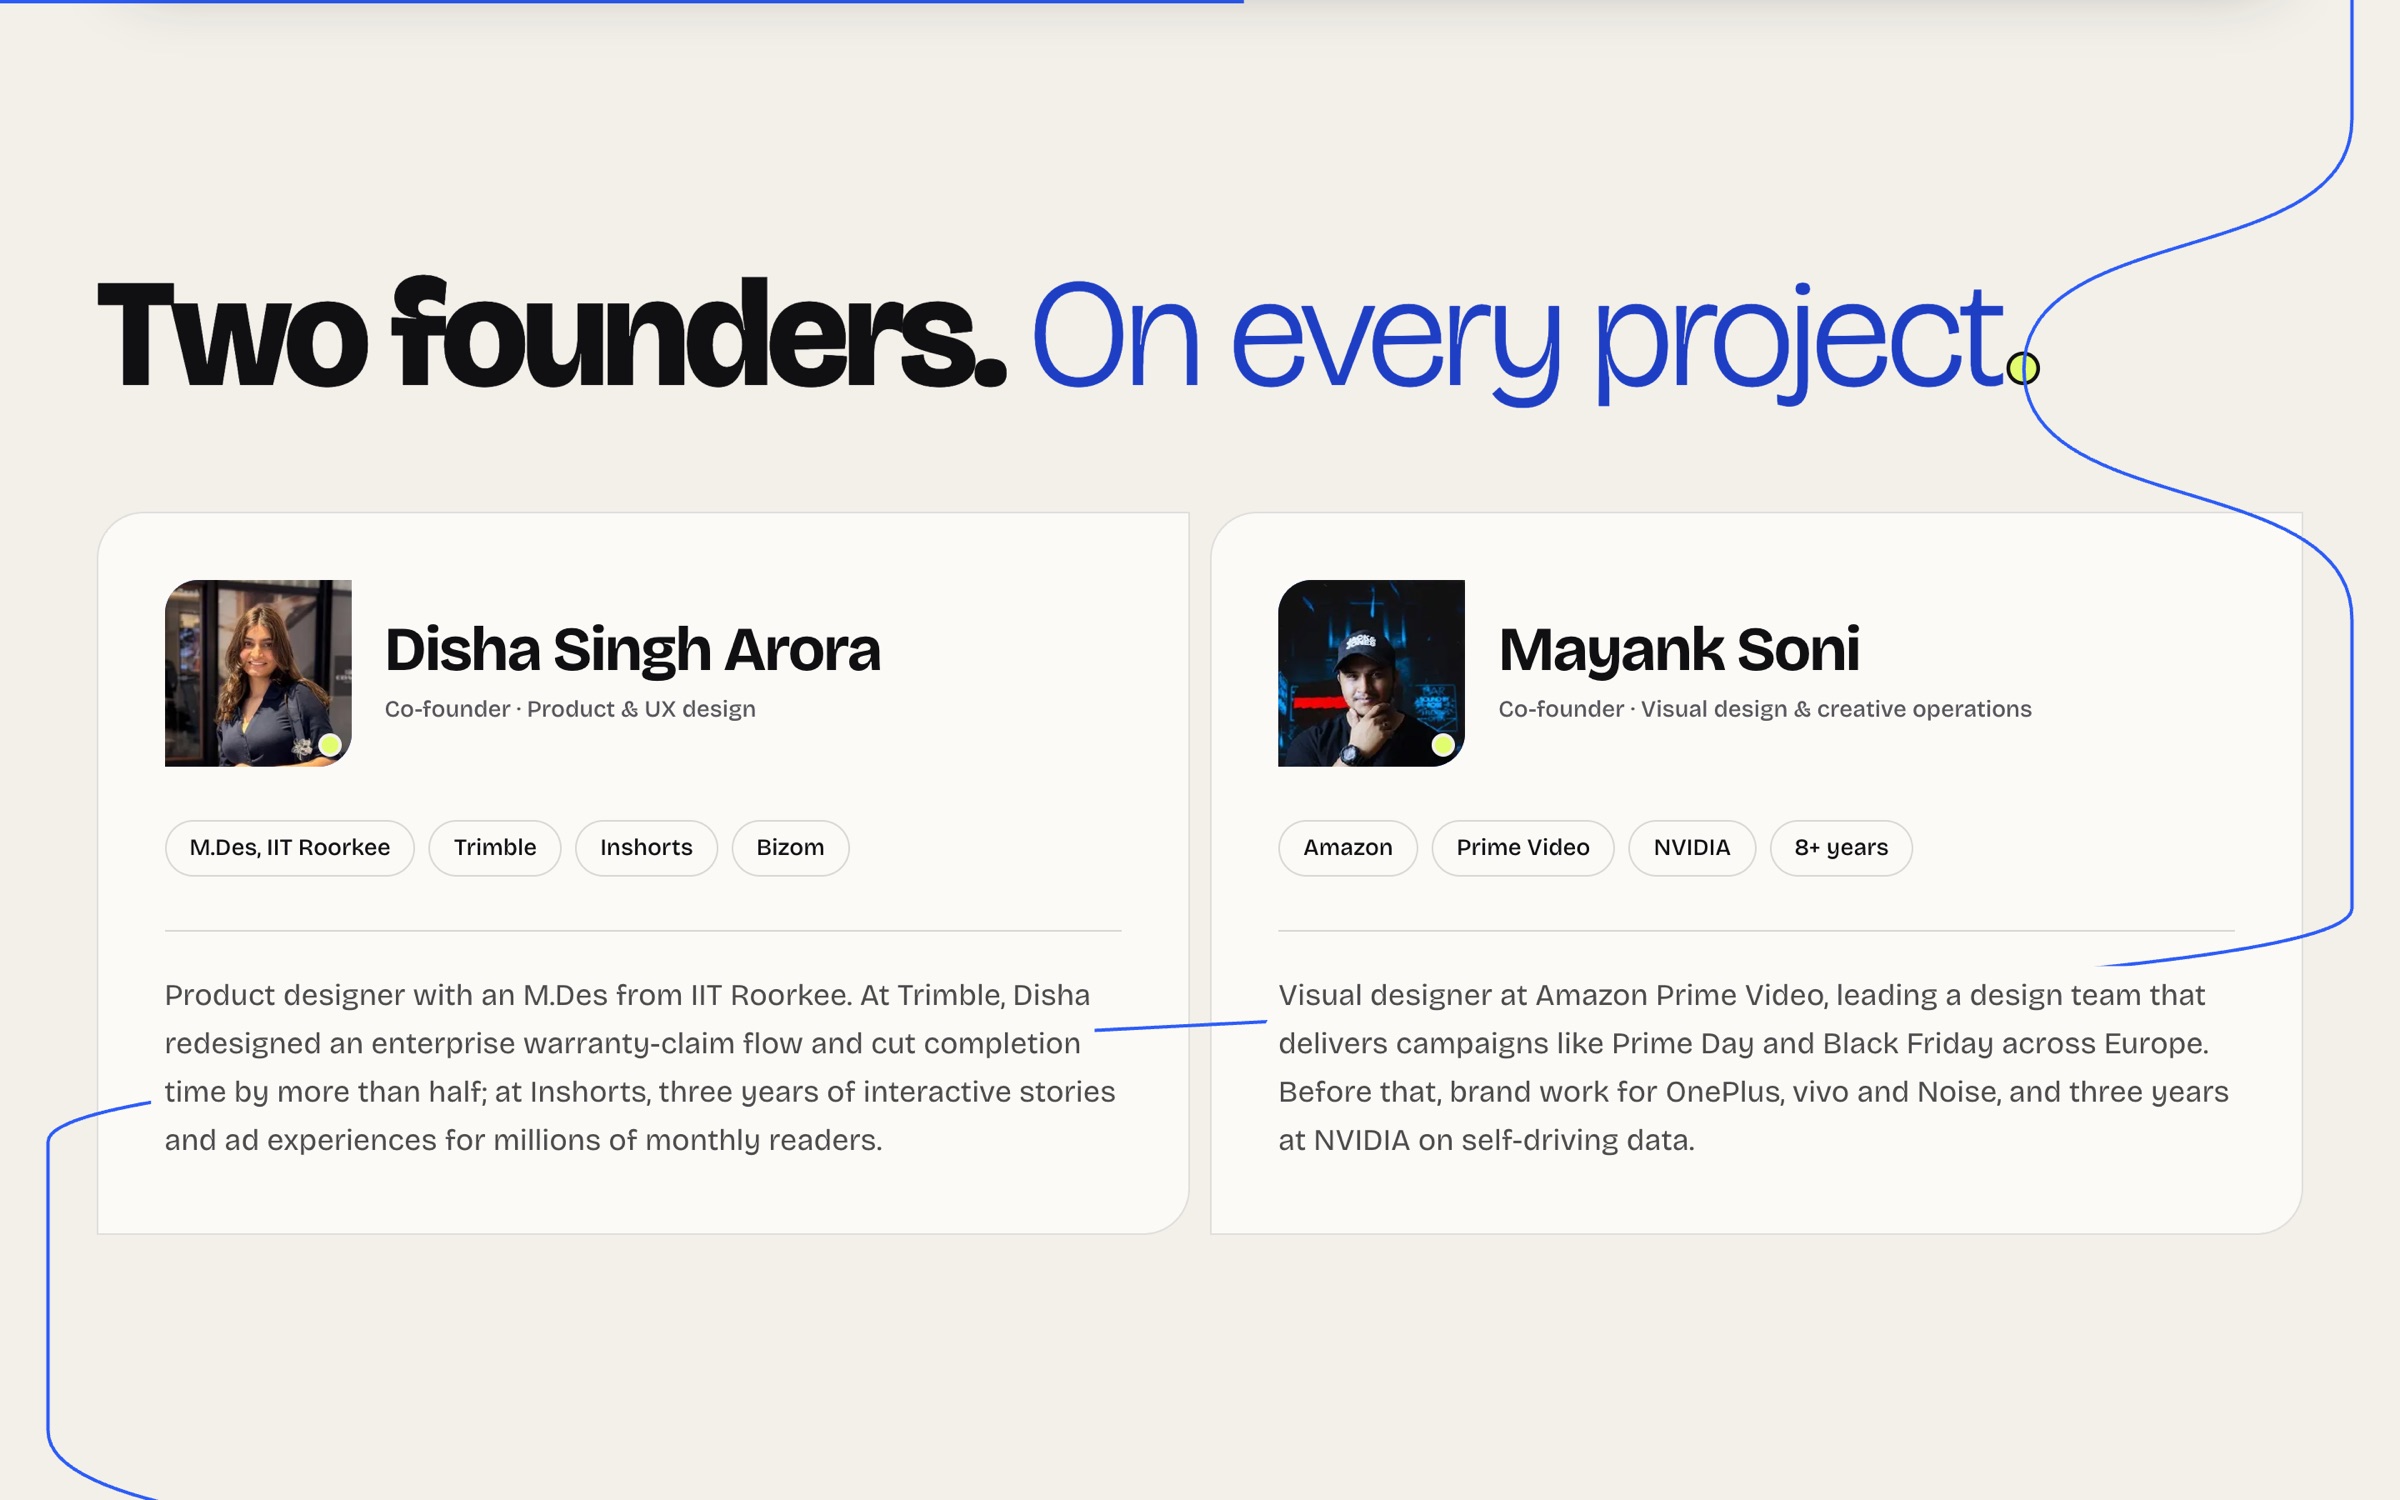 Two founders. On every project.
Disha Singh Arora
Co-founder · Product & UX design
M.Des, IIT Roorkee
Trimble
Inshorts
Bizom
Product designer with an M.Des from IIT Roorkee. At Trimble, Disha
redesigned an enterprise warranty-claim flow and cut completion
time by more than half; at Inshorts, three years of interactive stories
and ad experiences for millions of monthly readers.
Mayank Soni
Co-founder · Visual design & creative operations
Amazon
Prime Video
NVIDIA
8+ years
Visual designer at Amazon Prime Video, leading a design team that
delivers campaigns like Prime Day and Black Friday across Europe.
Before that, brand work for OnePlus, vivo and Noise, and three years
at NVIDIA on self-driving data.